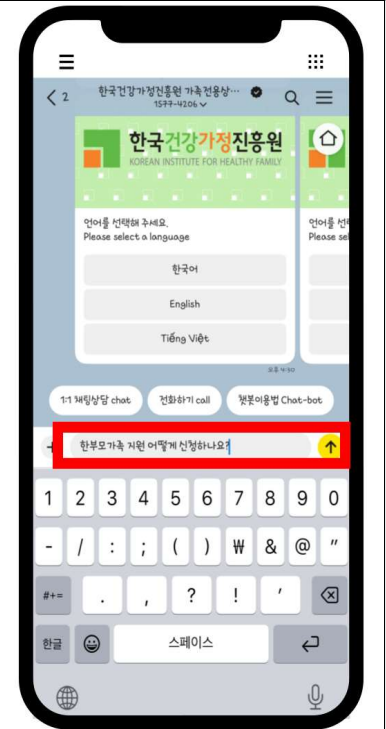 2
한국건강가정진흥원 가족전용상…
1577-4206
한국건강가정진흥원
KOREAN INSTITUTE FOR HEALTHY FAMILY
언어를 선택해 주세요.
Please select a language
한국어
English
Tiếng Việt
언어를 선
Please sel
오후 4:30
1:1 채팅상담 chat
전화하기 call
챗봇이용법 Chat-bot
+ 한부모가족 지원 어떻게 신청하나요?
1 2 3 4 5 6 7 8 9 0
- / : ; ( ) ₩ & @ "
#+= . , ? ! '
한글 스페이스